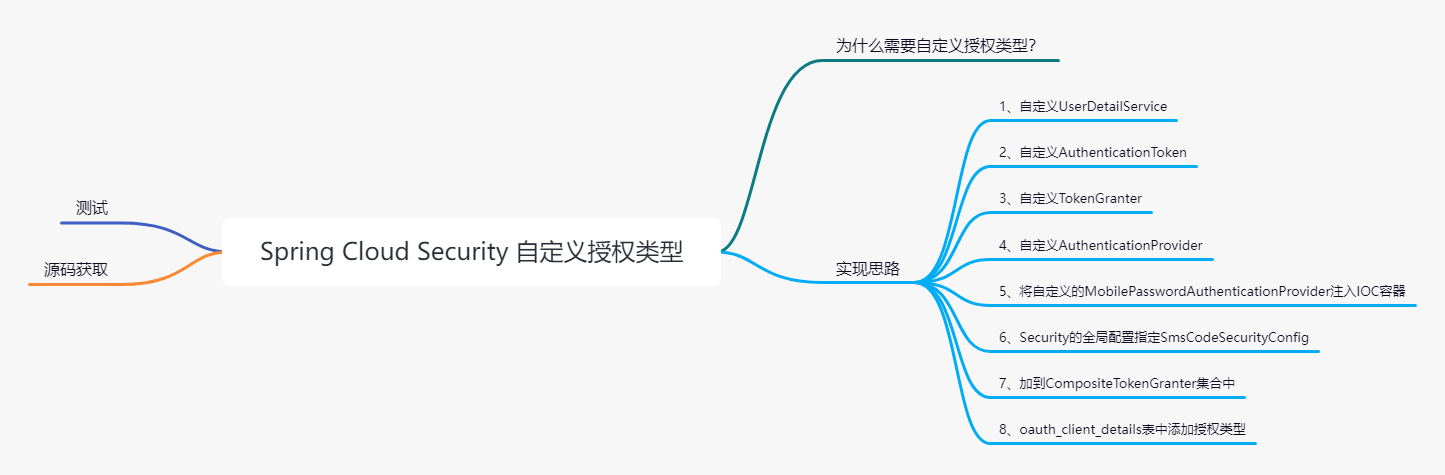 Spring Cloud Security 自定义授权类型
为什么需要自定义授权类型?
实现思路
1、自定义UserDetailService
2、自定义AuthenticationToken
3、自定义TokenGranter
4、自定义AuthenticationProvider
5、将自定义的MobilePasswordAuthenticationProvider注入IOC容器
6、Security的全局配置指定SmsCodeSecurityConfig
7、加到CompositeTokenGranter集合中
8、oauth_client_details表中添加授权类型
测试
源码获取